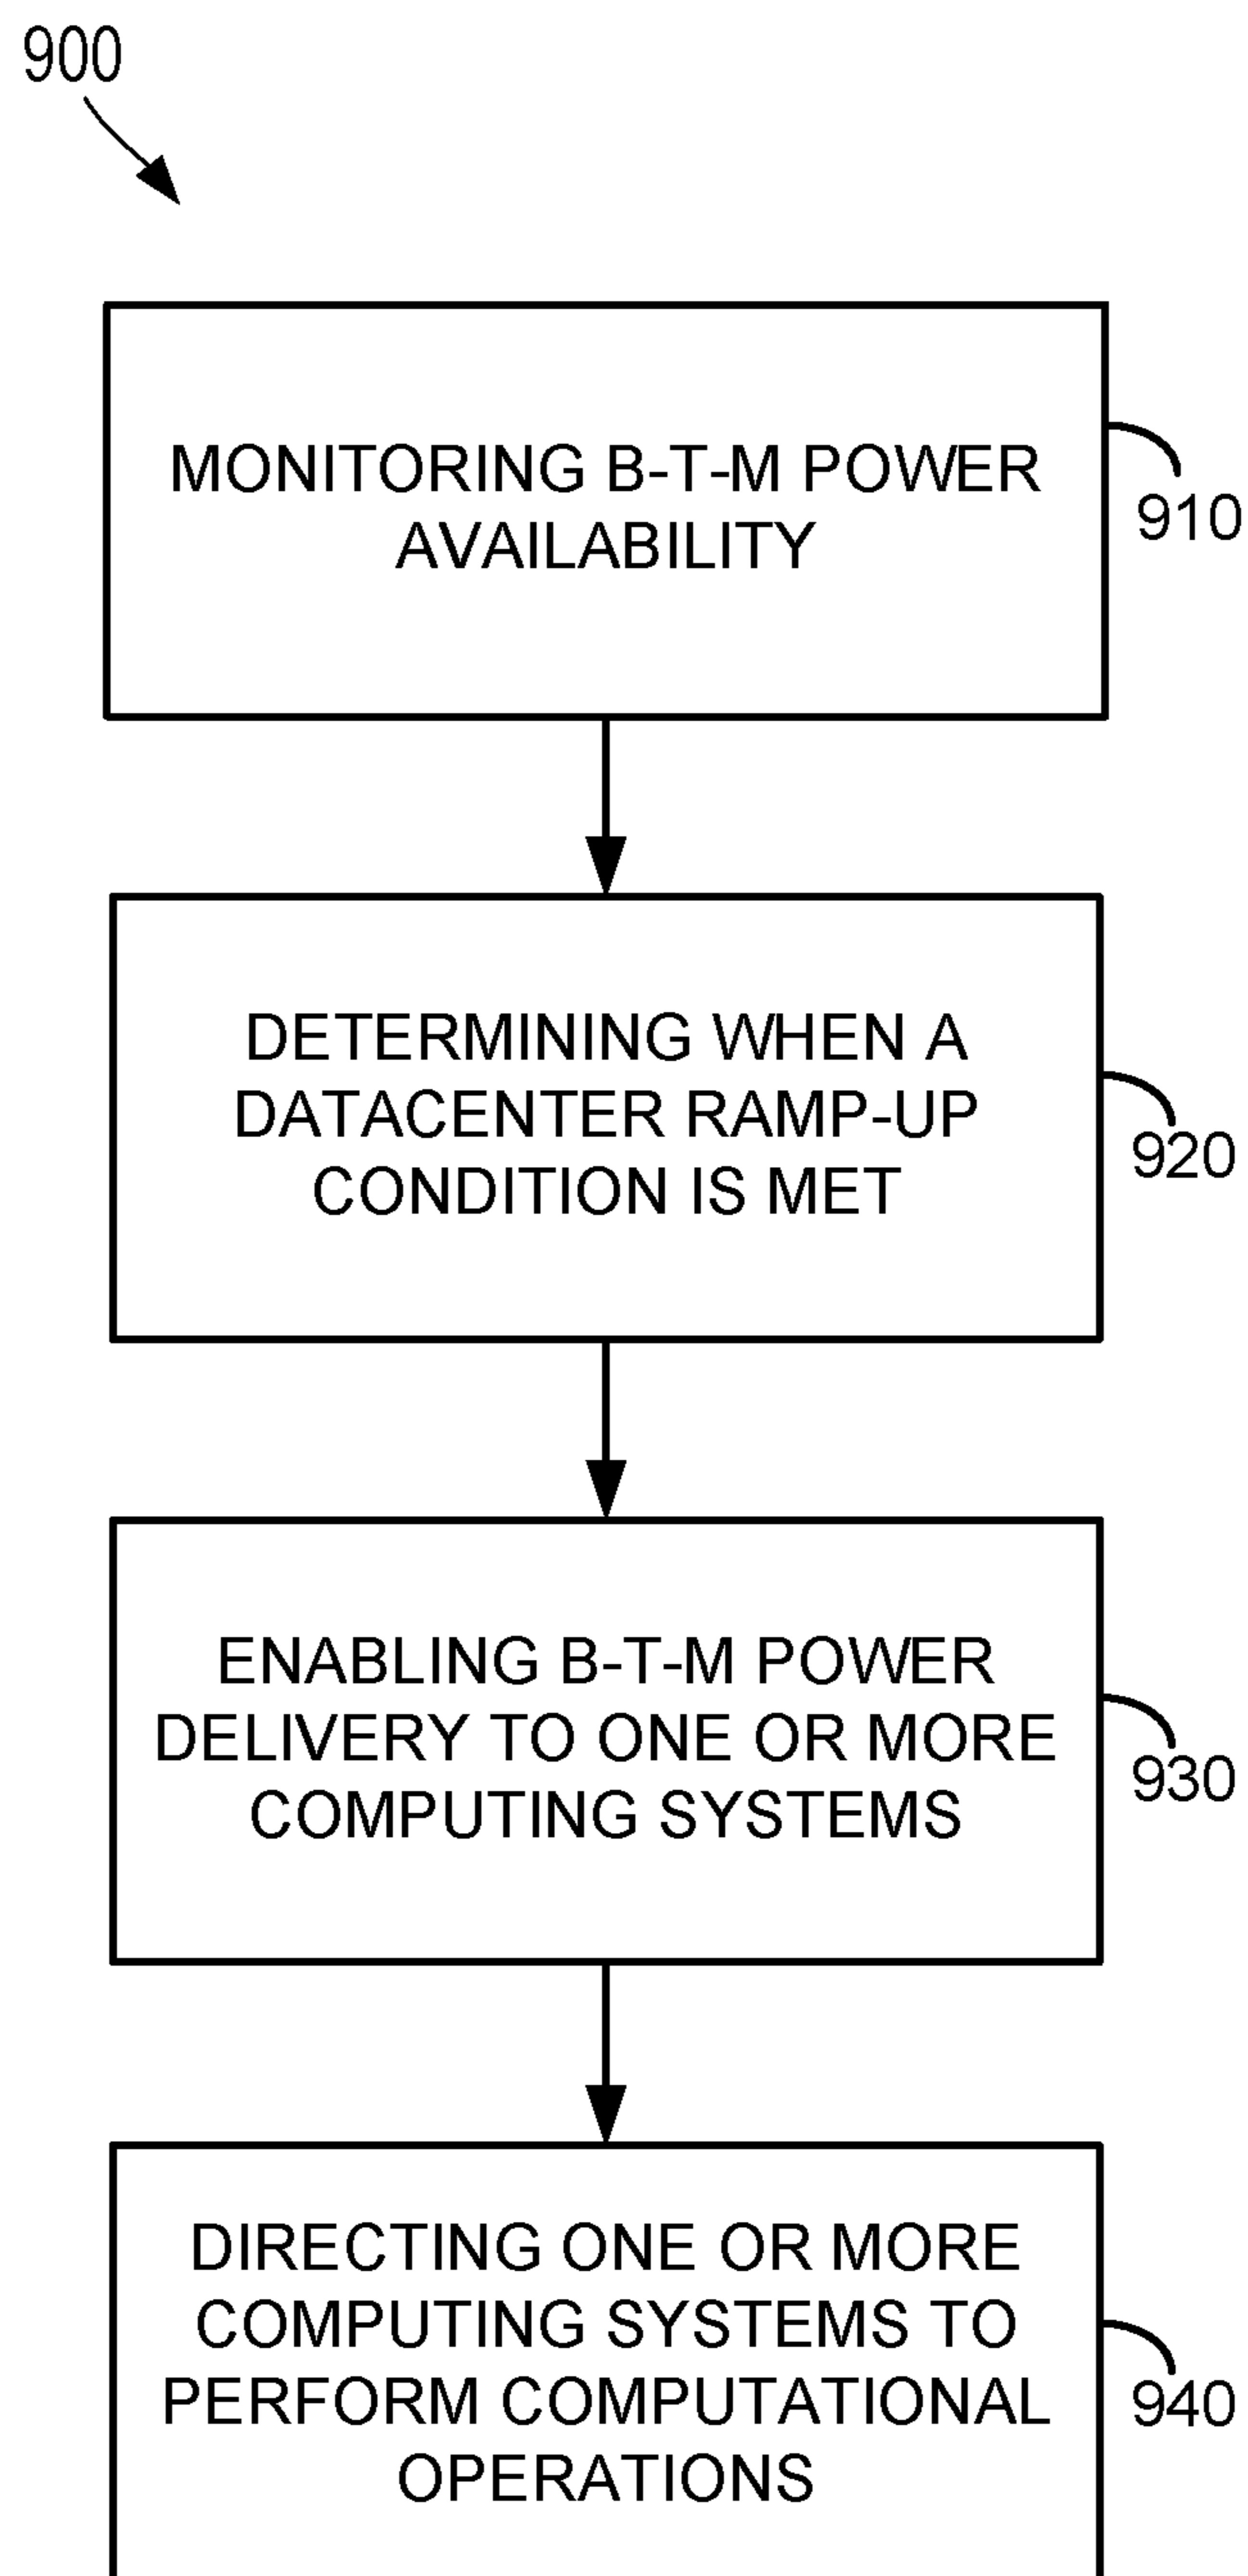 900
MONITORING B-T-M POWER
AVAILABILITY
910
DETERMINING WHEN A
DATACENTER RAMP-UP
CONDITION IS MET
920
ENABLING B-T-M POWER
DELIVERY TO ONE OR MORE
COMPUTING SYSTEMS
930
DIRECTING ONE OR MORE
COMPUTING SYSTEMS TO
PERFORM COMPUTATIONAL
OPERATIONS
940